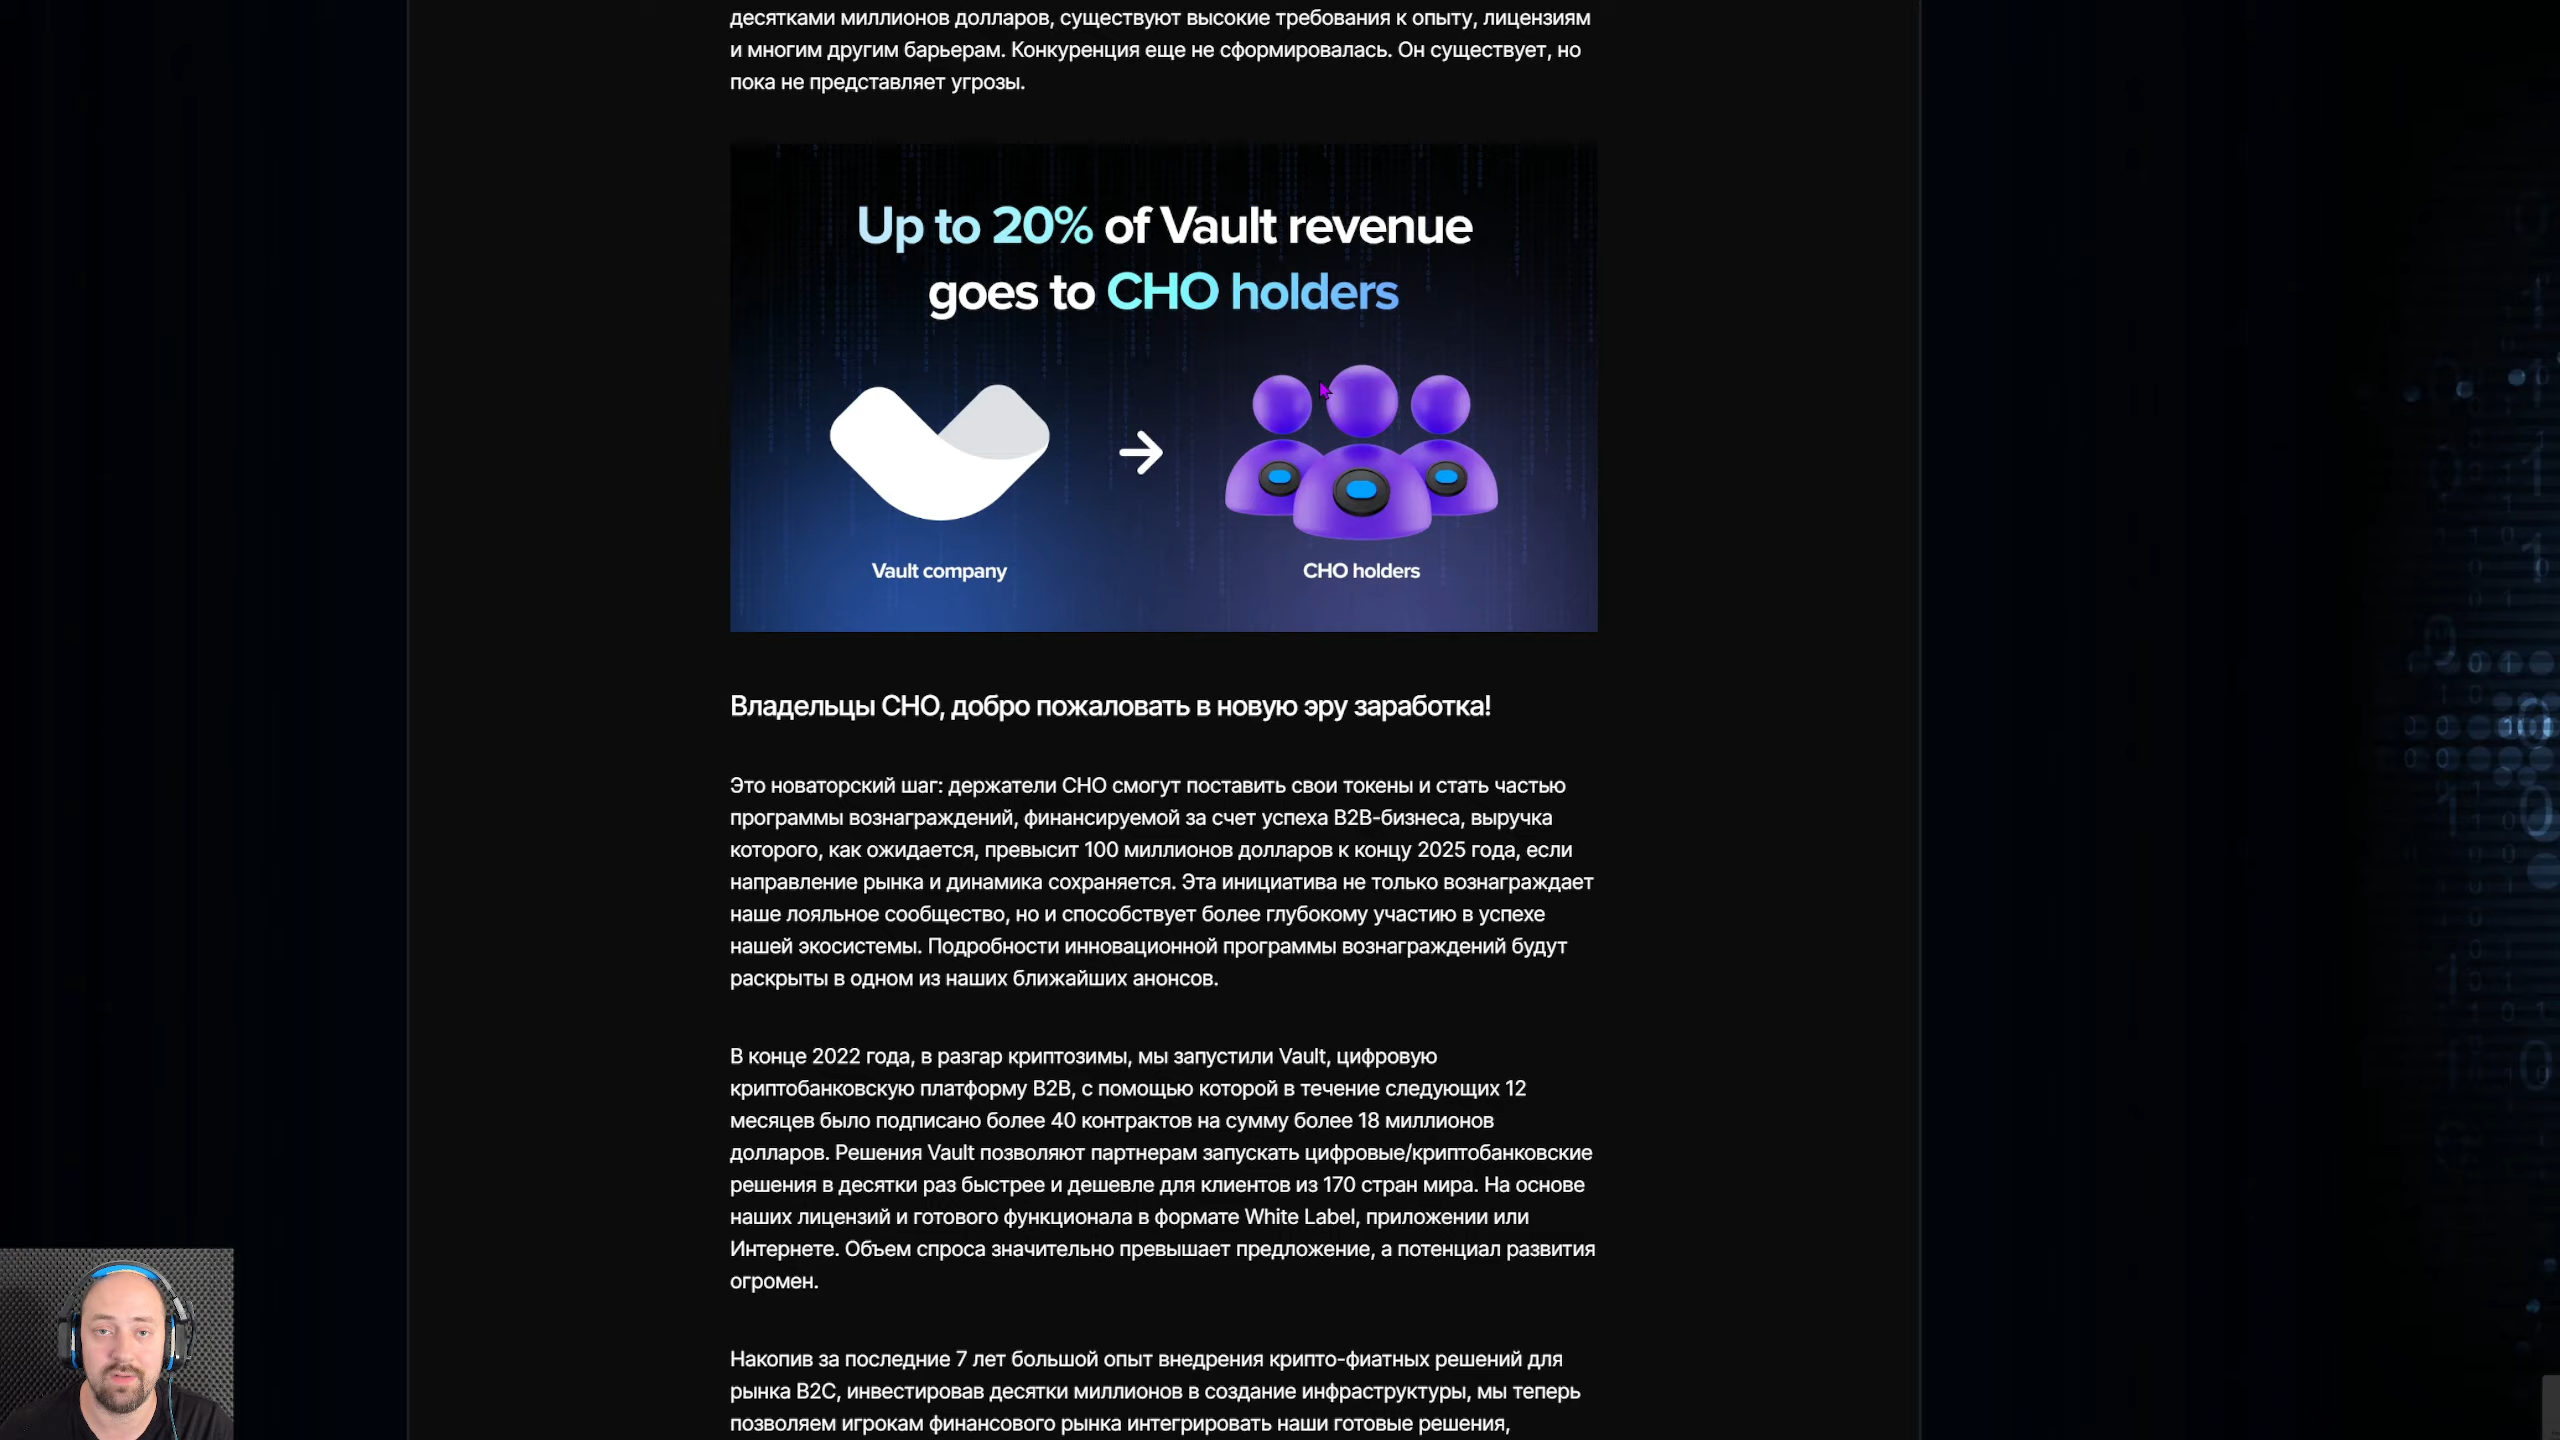 десятками миллионов долларов, существуют высокие требования к опыту, лицензиям
и многим другим барьерам. Конкуренция еще не сформировалась. Он существует, но
пока не представляет угрозы.
Up to 20% of Vault revenue
goes to CHO holders
Vault company
CHO holders
Владельцы CHO, добро пожаловать в новую эру заработка!
Это новаторский шаг: держатели CHO смогут поставить свои токены и стать частью
программы вознаграждений, финансируемой за счет успеха B2B-бизнеса, выручка
которого, как ожидается, превысит 100 миллионов долларов к концу 2025 года, если
направление рынка и динамика сохраняется. Эта инициатива не только вознаграждает
наше лояльное сообщество, но и способствует более глубокому участию в успехе
нашей экосистемы. Подробности инновационной программы вознаграждений будут
раскрыты в одном из наших ближайших анонсов.
В конце 2022 года, в разгар криптозимы, мы запустили Vault, цифровую
криптобанковскую платформу B2B, с помощью которой в течение следующих 12
месяцев было подписано более 40 контрактов на сумму более 18 миллионов
долларов. Решения Vault позволяют партнерам запускать цифровые/криптобанковские
решения в десятки раз быстрее и дешевле для клиентов из 170 стран мира. На основе
наших лицензий и готового функционала в формате White Label, приложении или
Интернете. Объем спроса значительно превышает предложение, а потенциал развития
огромен.
Накопив за последние 7 лет большой опыт внедрения крипто-фиатных решений для
рынка B2C, инвестировав десятки миллионов в создание инфраструктуры, мы теперь
позволяем игрокам финансового рынка интегрировать наши готовые решения,